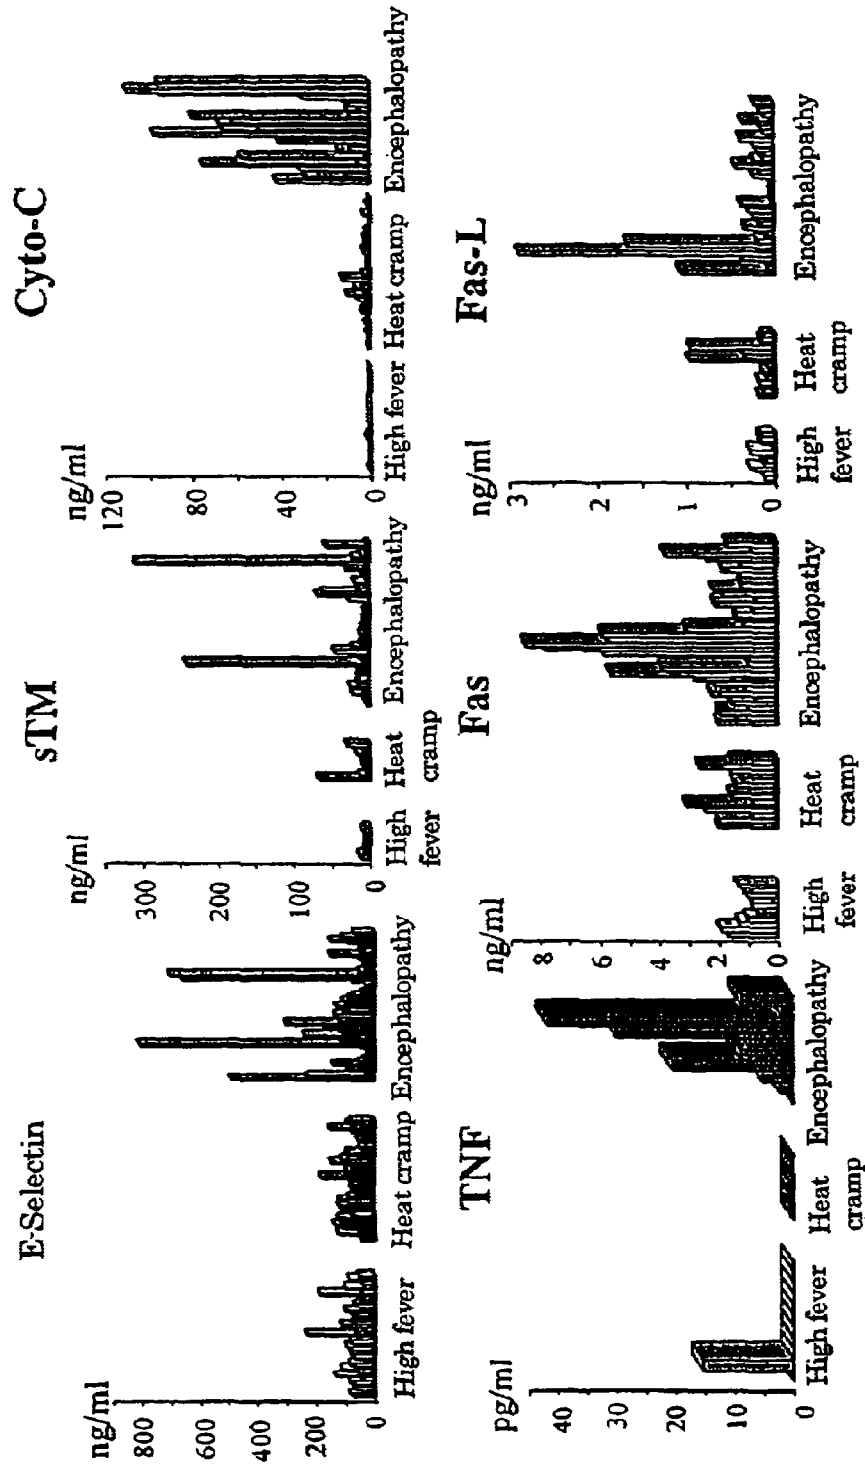 E-Selectin
ng/ml
800
600
400
200
0
High fever
Heat cramp
Encephalopathy
sTM
ng/ml
300
200
100
0
High
fever
Heat
cramp
Encephalopathy
Cyto-C
ng/ml
120
80
40
0
High fever
Heat cramp
Encephalopathy
TNF
pg/ml
40
30
20
10
0
High fever
Heat
cramp
Encephalopathy
Fas
ng/ml
8
6
4
2
0
High
fever
Heat
cramp
Encephalopathy
Fas-L
ng/ml
3
2
1
0
High
fever
Heat
cramp
Encephalopathy